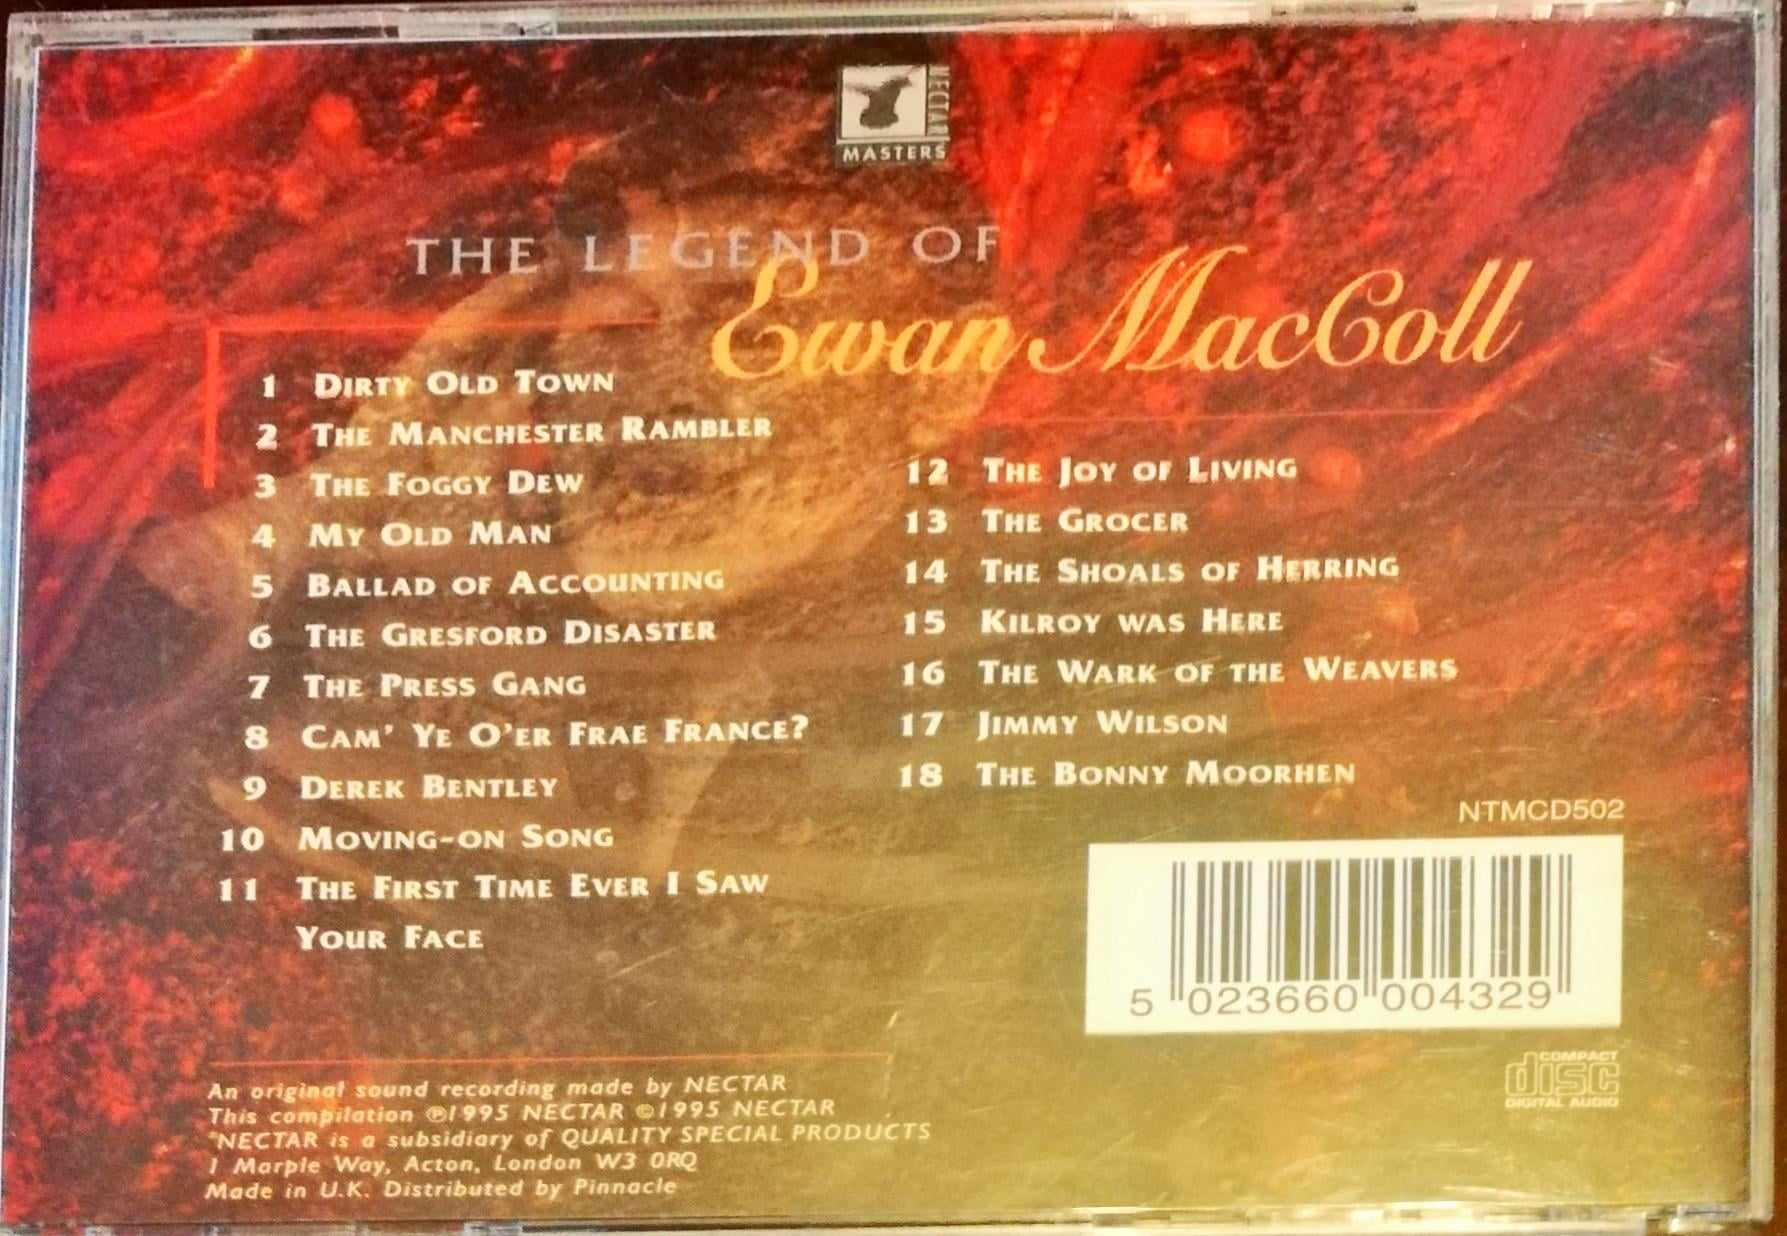 NECTAR
MASTERS
THE LEGEND OF
Ewan MacColl
1 DIRTY OLD TOWN
2 THE MANCHESTER RAMBLER
3 THE FOGGY DEW
4 MY OLD MAN
5 BALLAD OF ACCOUNTING
6 THE GRESFORD DISASTER
7 THE PRESS GANG
8 CAM' YE O'ER FRAE FRANCE?
9 DEREK BENTLEY
10 MOVING-ON SONG
11 THE FIRST TIME EVER I SAW
YOUR FACE
12 THE JOY OF LIVING
13 THE GROCER
14 THE SHOALS OF HERRING
15 KILROY WAS HERE
16 THE WARK OF THE WEAVERS
17 JIMMY WILSON
18 THE BONNY MOORHEN
NTMCD502
5 023660 004329
COMPACT
disc
DIGITAL AUDIO
An original sound recording made by NECTAR
This compilation ℗1995 NECTAR ©1995 NECTAR
*NECTAR is a subsidiary of QUALITY SPECIAL PRODUCTS
1 Marple Way, Acton, London W3 0RQ
Made in U.K. Distributed by Pinnacle